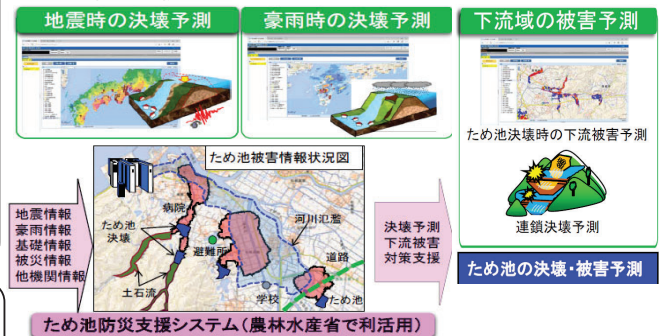 地震時の決壊予測
豪雨時の決壊予測
下流域の被害予測
ため池決壊時の下流被害予測
連鎖決壊予測
ため池の決壊・被害予測
地震情報
豪雨情報
基礎情報
被災情報
他機関情報
ため池被害情報状況図
病院
ため池
決壊
避難所
河川氾濫
道路
土石流
学校
ため池
決壊予測
下流被害
対策支援
ため池防災支援システム(農林水産省で利活用)